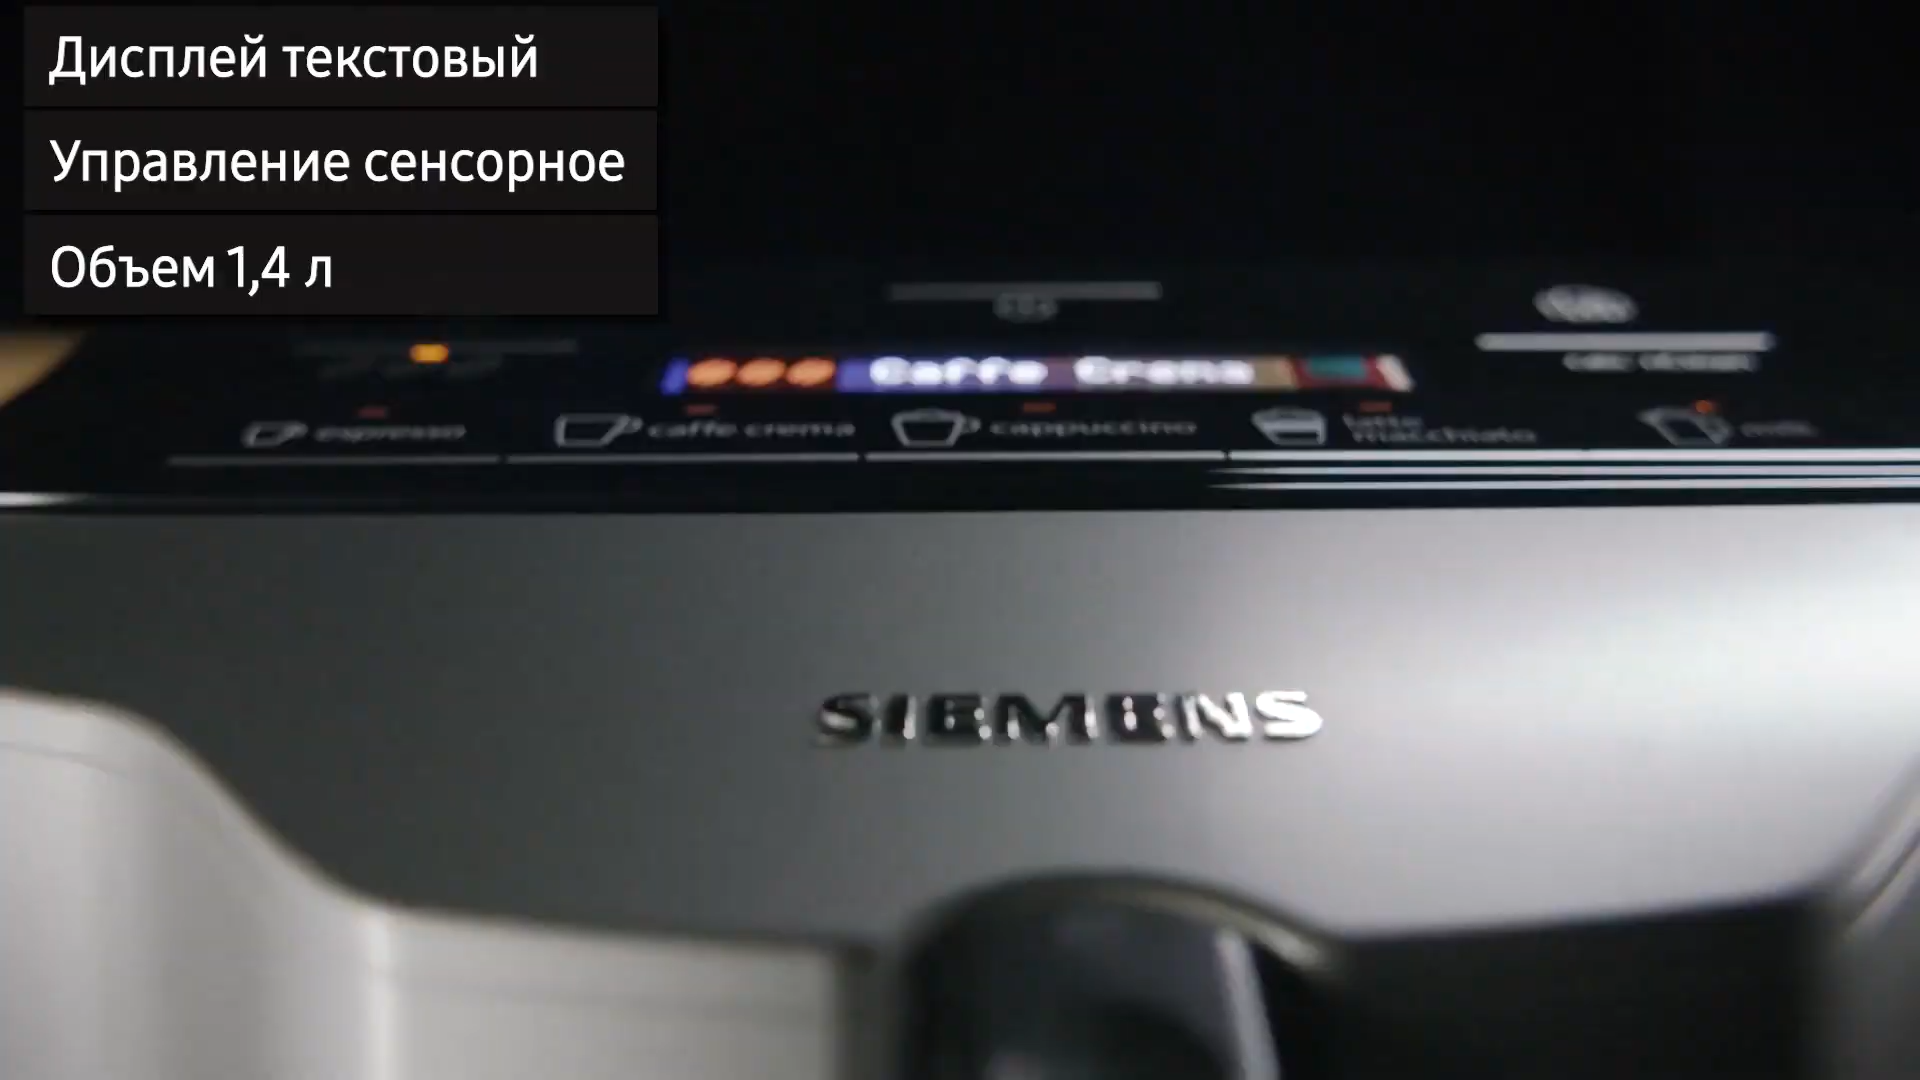 Дисплей текстовый
Управление сенсорное
Объем 1,4 л
Caffe Crema
espresso
caffe crema
cappuccino
latte
macchiato
SIEMENS